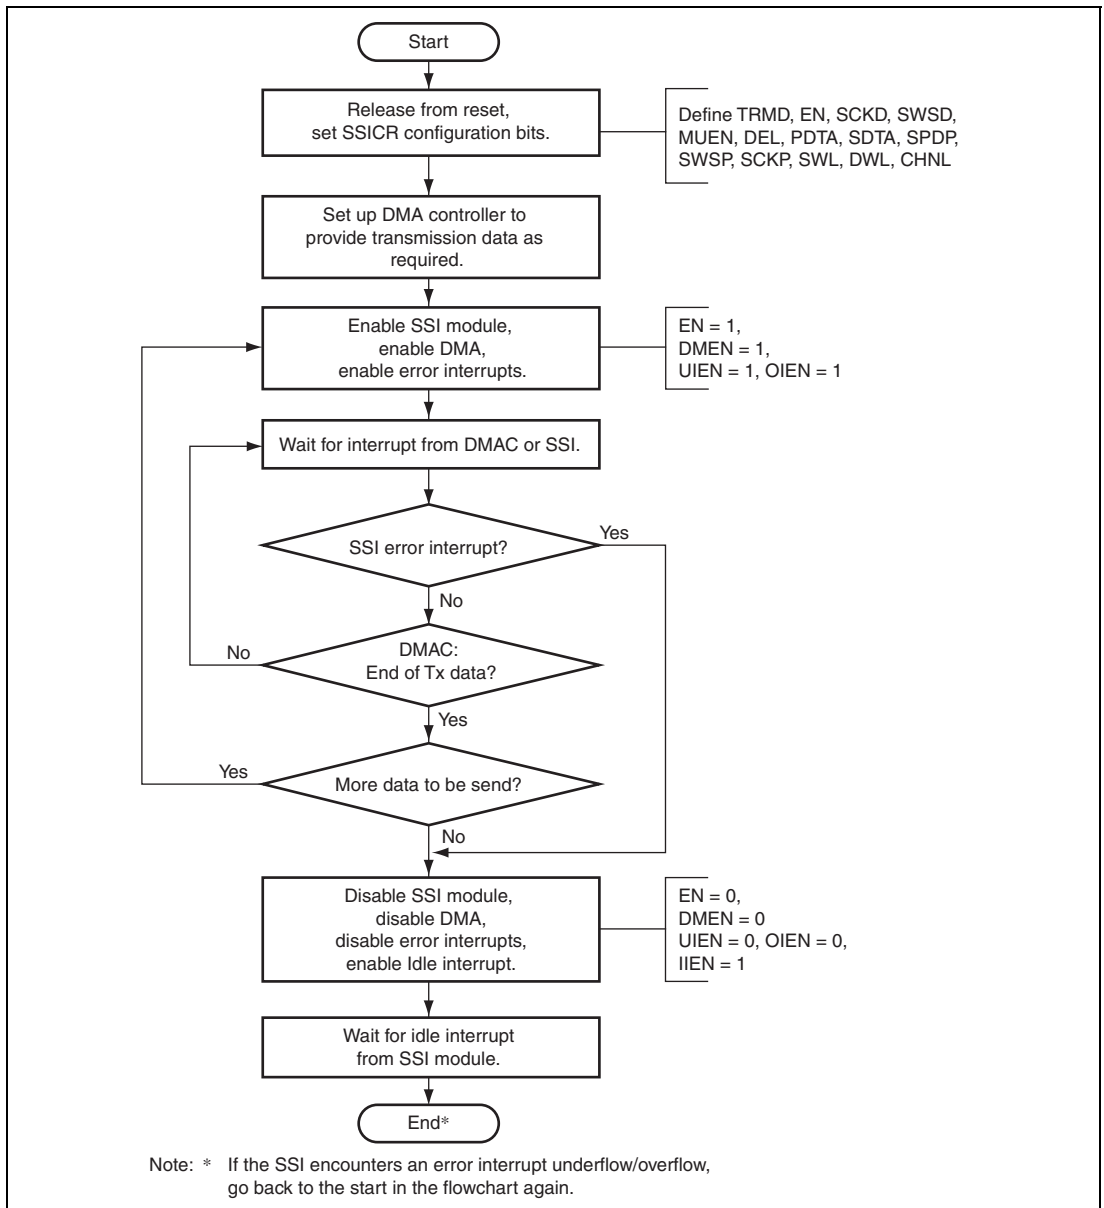 Start
Release from reset,
set SSICR configuration bits.
Define TRMD, EN, SCKD, SWSD,
MUEN, DEL, PDTA, SDTA, SPDP,
SWSP, SCKP, SWL, DWL, CHNL
Set up DMA controller to
provide transmission data as
required.
Enable SSI module,
enable DMA,
enable error interrupts.
EN = 1,
DMEN = 1,
UIEN = 1, OIEN = 1
Wait for interrupt from DMAC or SSI.
SSI error interrupt?
Yes
No
DMAC:
End of Tx data?
No
Yes
More data to be send?
Yes
No
Disable SSI module,
disable DMA,
disable error interrupts,
enable Idle interrupt.
EN = 0,
DMEN = 0
UIEN = 0, OIEN = 0,
IIEN = 1
Wait for idle interrupt
from SSI module.
End*
Note: * If the SSI encounters an error interrupt underflow/overflow,
go back to the start in the flowchart again.